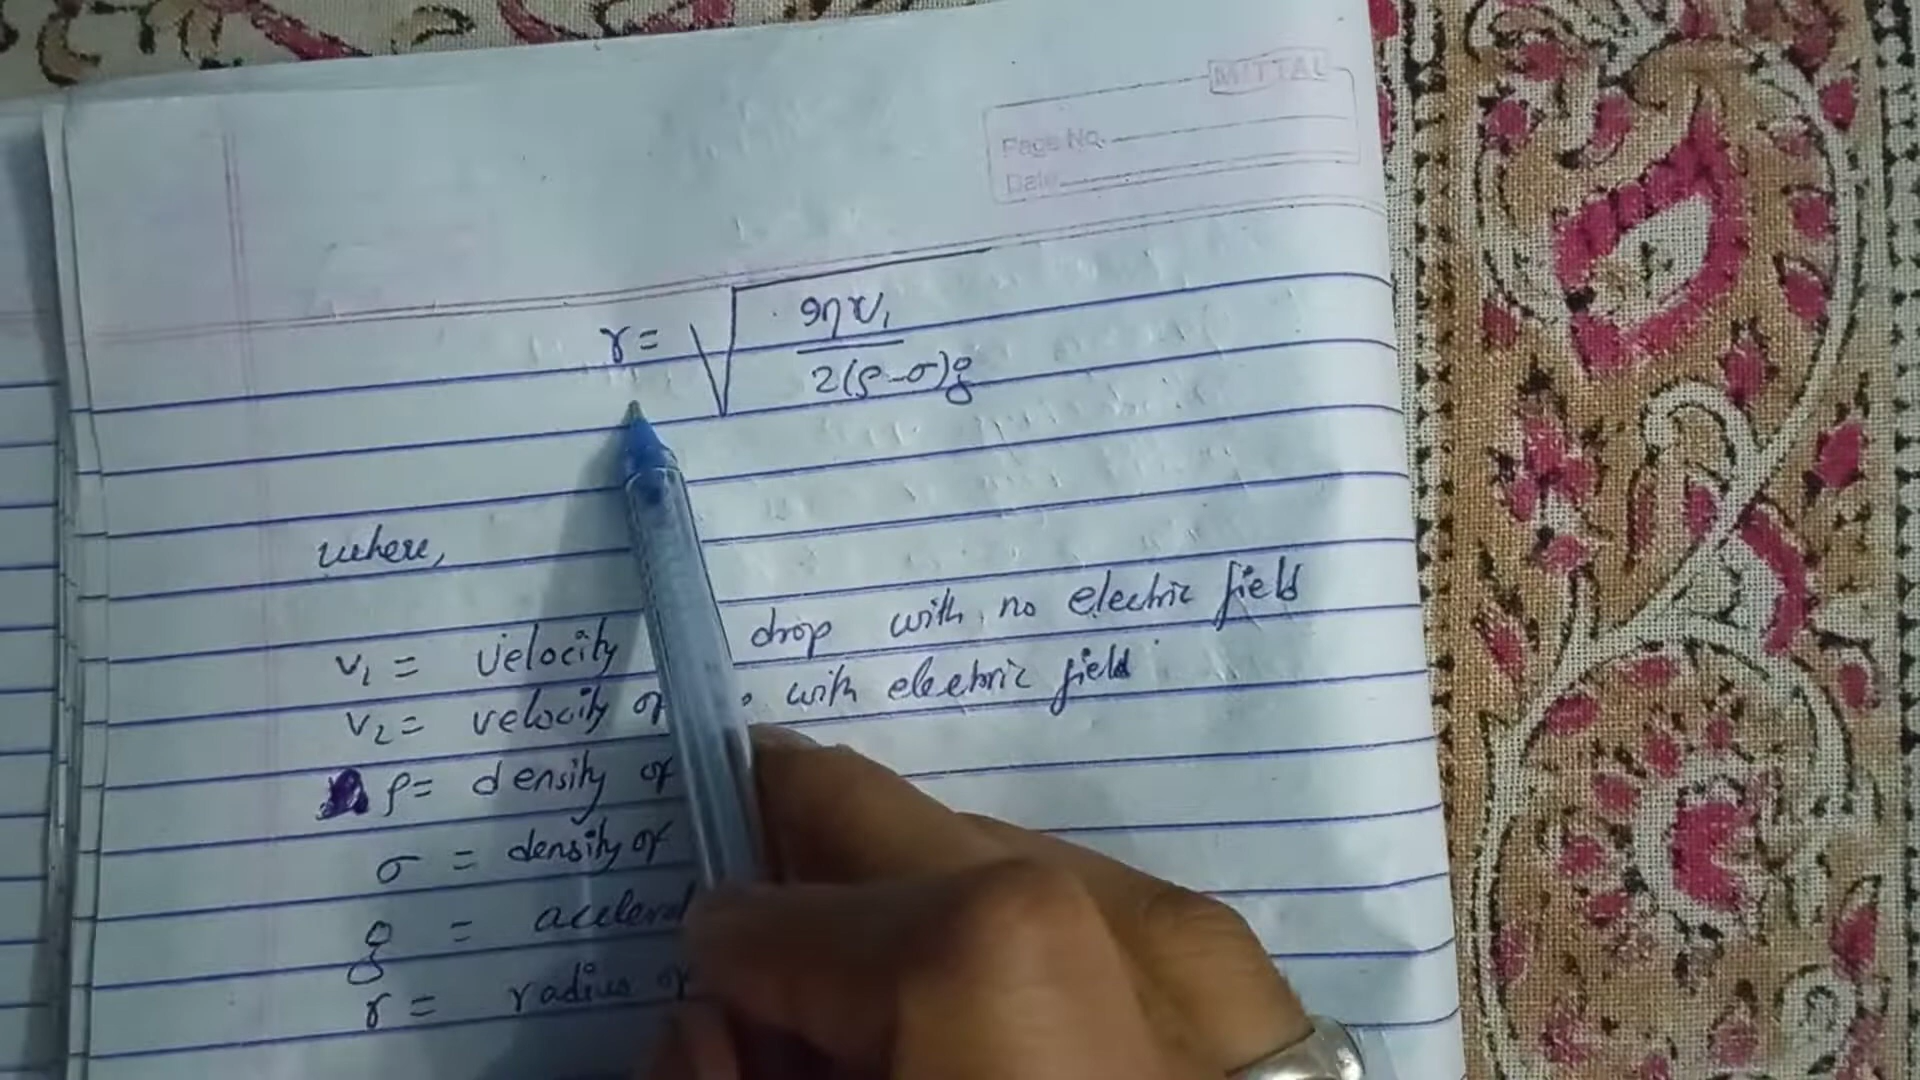 MITTAL
Page No.
Date
r = √(9ηv₁ / 2(ρ-σ)g)
where,
v₁ = velocity drop with no electric field
v₂ = velocity of with electric field
ρ = density of
σ = density of
g =
r = radius of